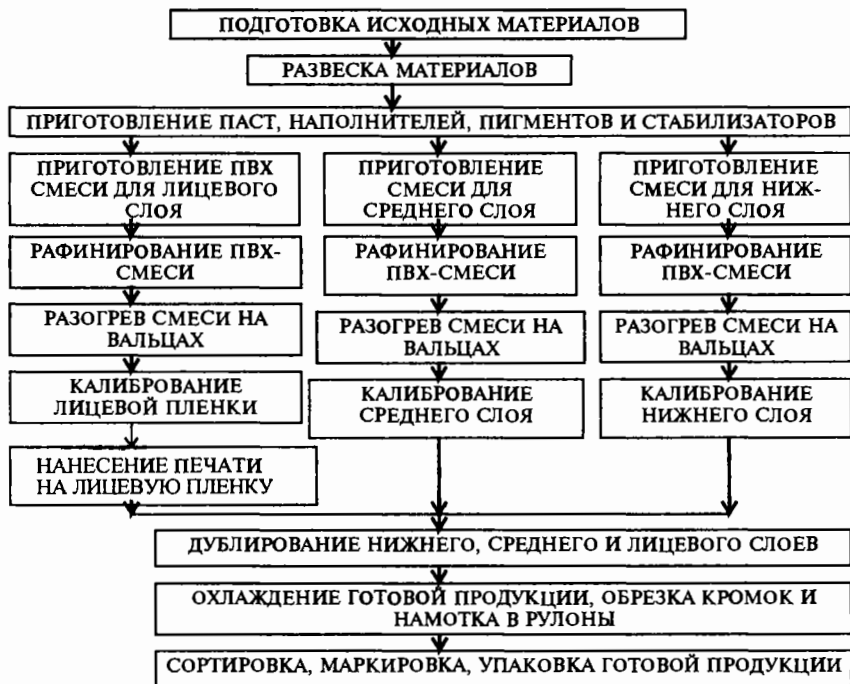 ПОДГОТОВКА ИСХОДНЫХ МАТЕРИАЛОВ
РАЗВЕСКА МАТЕРИАЛОВ
ПРИГОТОВЛЕНИЕ ПАСТ, НАПОЛНИТЕЛЕЙ, ПИГМЕНТОВ И СТАБИЛИЗАТОРОВ
ПРИГОТОВЛЕНИЕ ПВХ
СМЕСИ ДЛЯ ЛИЦЕВОГО
СЛОЯ
ПРИГОТОВЛЕНИЕ
СМЕСИ ДЛЯ
СРЕДНЕГО СЛОЯ
ПРИГОТОВЛЕНИЕ
СМЕСИ ДЛЯ НИЖ-
НЕГО СЛОЯ
РАФИНИРОВАНИЕ ПВХ-
СМЕСИ
РАФИНИРОВАНИЕ
ПВХ-СМЕСИ
РАФИНИРОВАНИЕ
ПВХ-СМЕСИ
РАЗОГРЕВ СМЕСИ НА
ВАЛЬЦАХ
РАЗОГРЕВ СМЕСИ НА
ВАЛЬЦАХ
РАЗОГРЕВ СМЕСИ НА
ВАЛЬЦАХ
КАЛИБРОВАНИЕ
ЛИЦЕВОЙ ПЛЕНКИ
КАЛИБРОВАНИЕ
СРЕДНЕГО СЛОЯ
КАЛИБРОВАНИЕ
НИЖНЕГО СЛОЯ
НАНЕСЕНИЕ ПЕЧАТИ
НА ЛИЦЕВУЮ ПЛЕНКУ
ДУБЛИРОВАНИЕ НИЖНЕГО, СРЕДНЕГО И ЛИЦЕВОГО СЛОЕВ
ОХЛАЖДЕНИЕ ГОТОВОЙ ПРОДУКЦИИ, ОБРЕЗКА КРОМОК И
НАМОТКА В РУЛОНЫ
СОРТИРОВКА, МАРКИРОВКА, УПАКОВКА ГОТОВОЙ ПРОДУКЦИИ